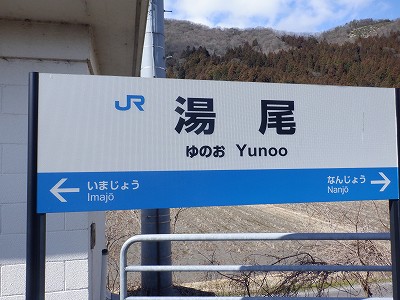 JR
湯尾
ゆのお Yunoo
← いまじょう
Imajō
なんじょう →
Nanjō